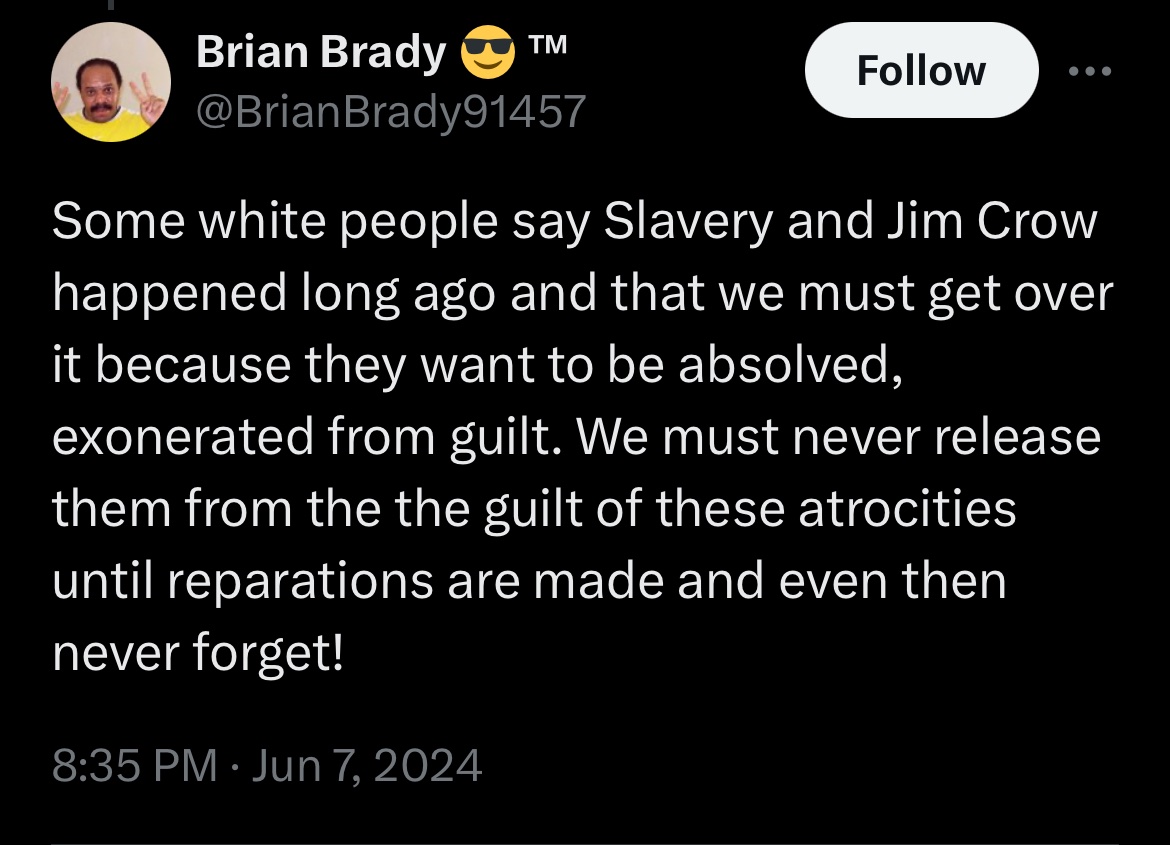 Brian Brady 😎 ™
Follow
@BrianBrady91457
Some white people say Slavery and Jim Crow
happened long ago and that we must get over
it because they want to be absolved,
exonerated from guilt. We must never release
them from the the guilt of these atrocities
until reparations are made and even then
never forget!
8:35 PM · Jun 7, 2024